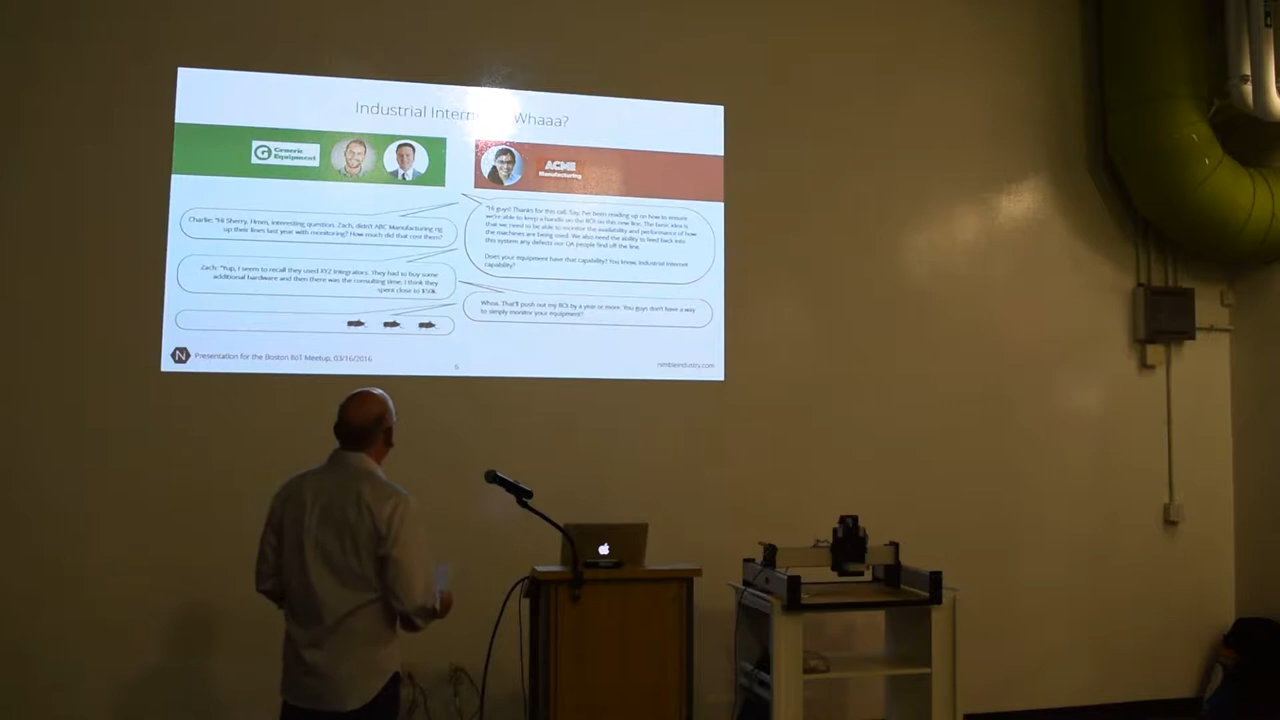 Industrial Intern Whaaa?
G Generic
Equipment
ACME
Manufacturing
"Hi guys! Thanks for this call. Say, I've been reading up on how to ensure
we're able to keep a handle on the ROI on this new line. The basic idea is
that we need to be able to monitor the availability and performance of how
the machines are being used. We also need the ability to feed back into
this system any defects our QA people find off the line.
Does your equipment have that capability? You know, industrial internet
capability?
Charlie: "Hi Sherry. Hmm, interesting question. Zach, didn't ABC Manufacturing rig
up their lines last year with monitoring? How much did that cost them?
Zach: "Yup, I seem to recall they used XYZ Integrators. They had to buy some
additional hardware and then there was the consulting time. I think they
spent close to $50k.
Whoa. That'll push out my ROI by a year or more. You guys don't have a way
to simply monitor your equipment?
N Presentation for the Boston IIoT Meetup, 03/16/2016
nimbleindustry.com